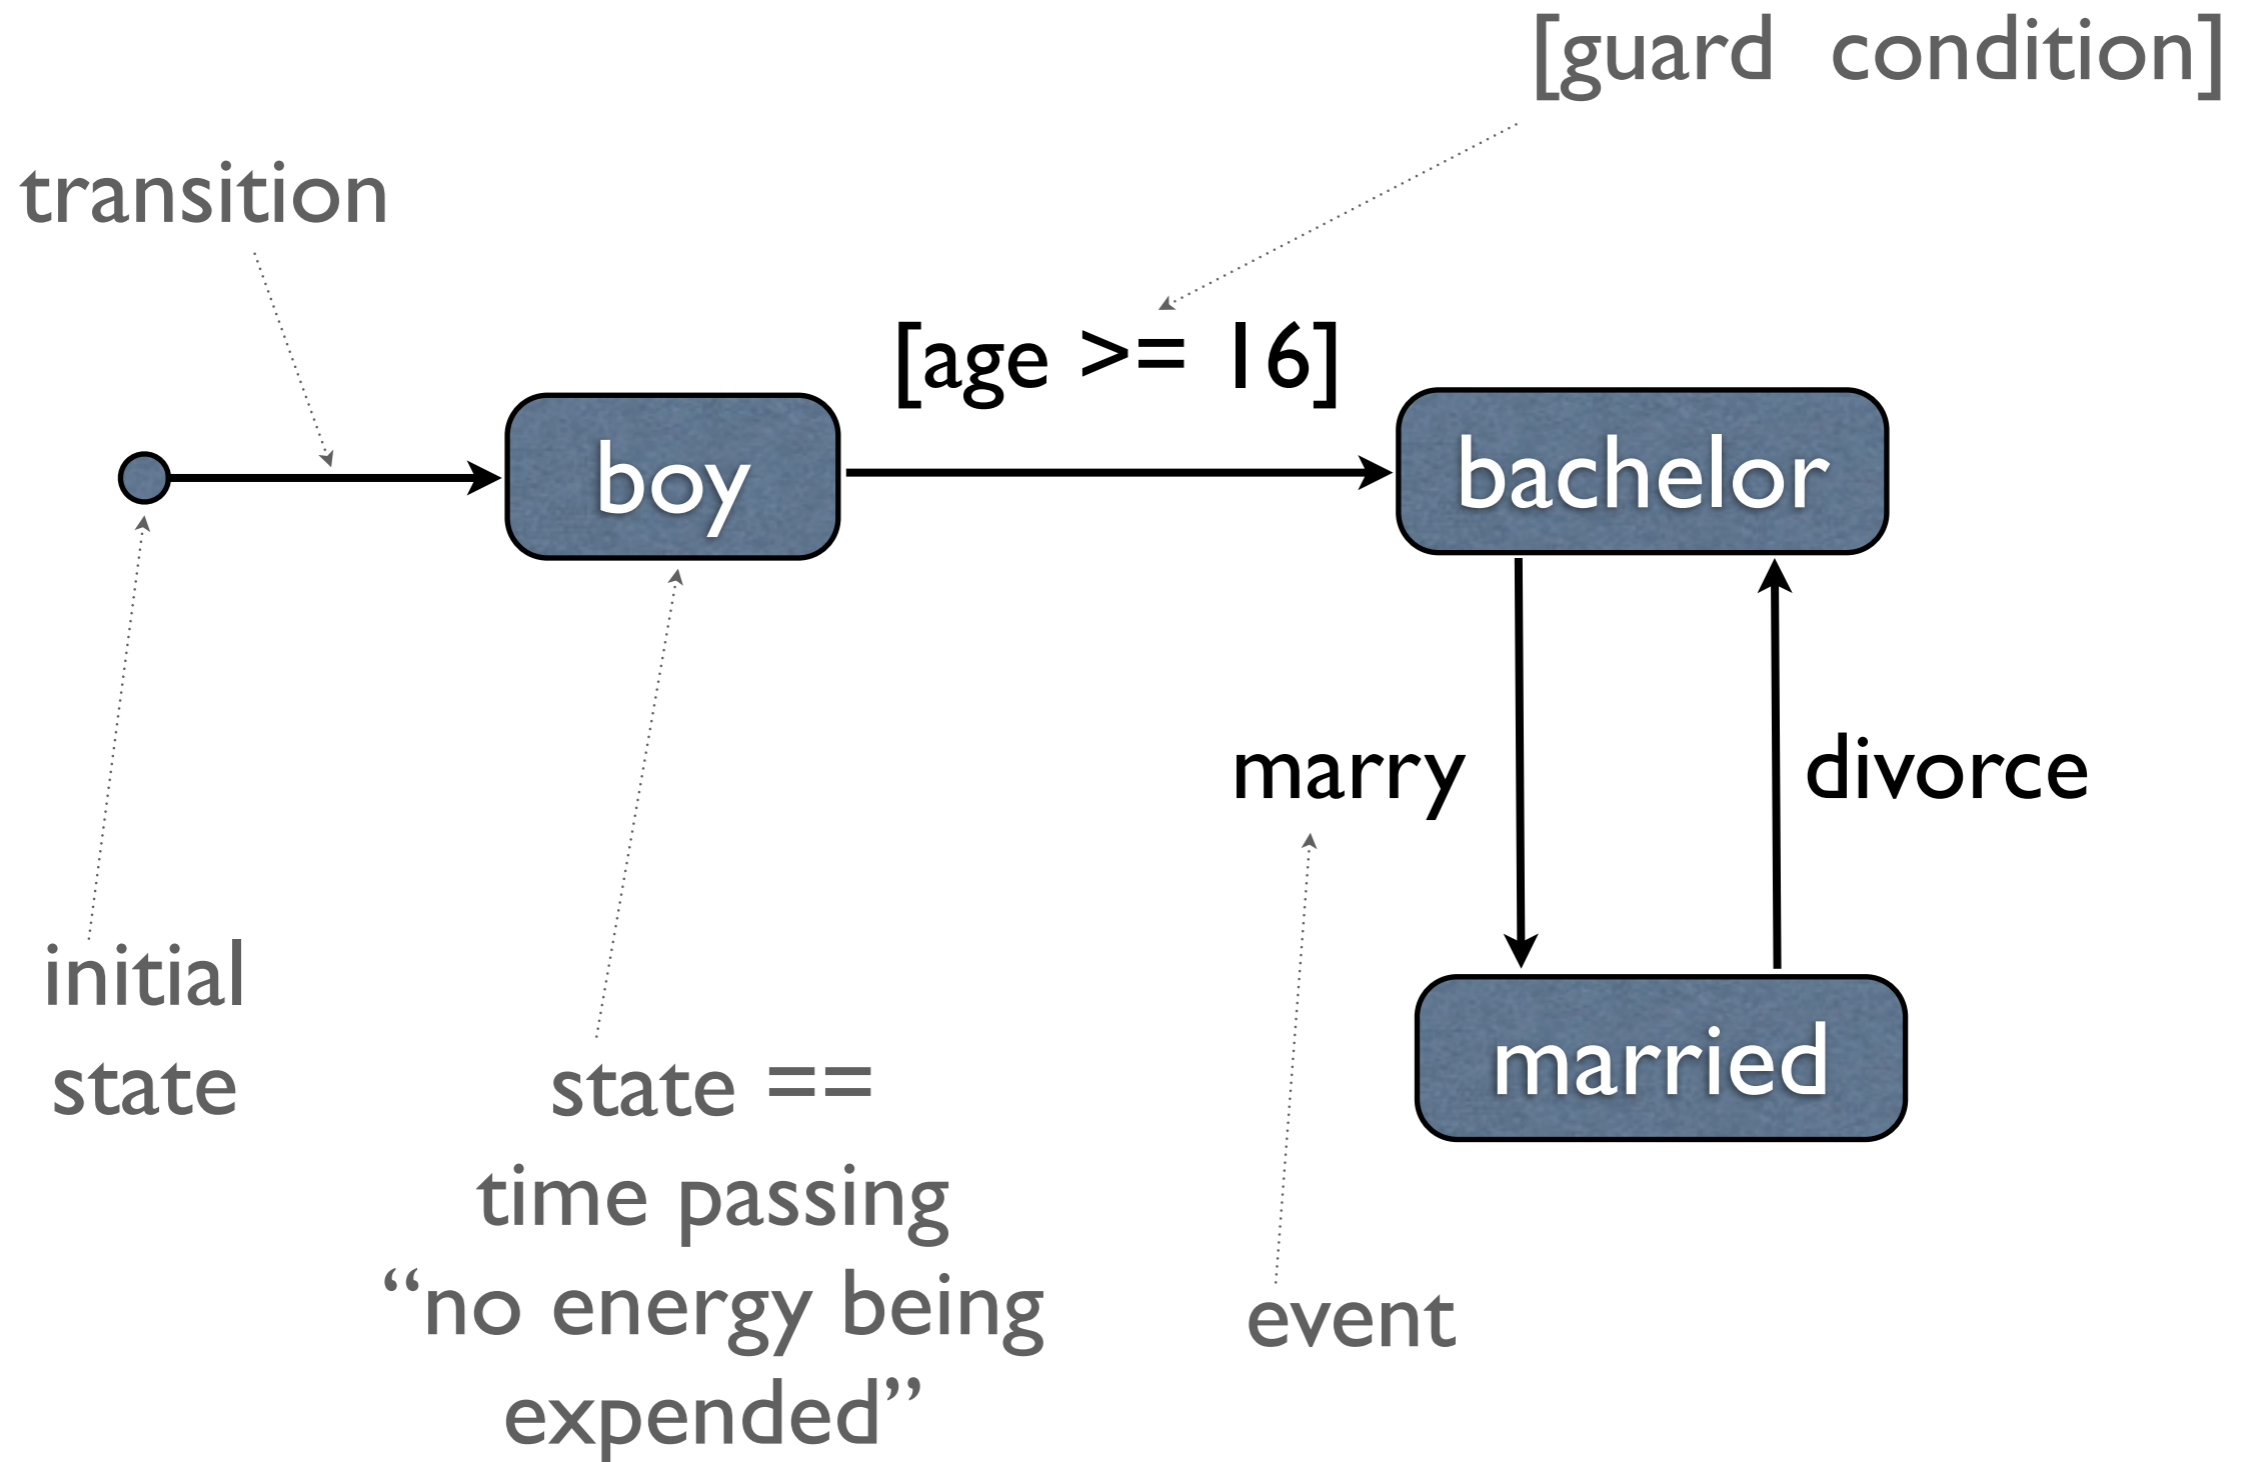 [guard condition]
transition
[age >= 16]
boy
bachelor
marry
divorce
initial
state
married
state ==
time passing
“no energy being
expended”
event